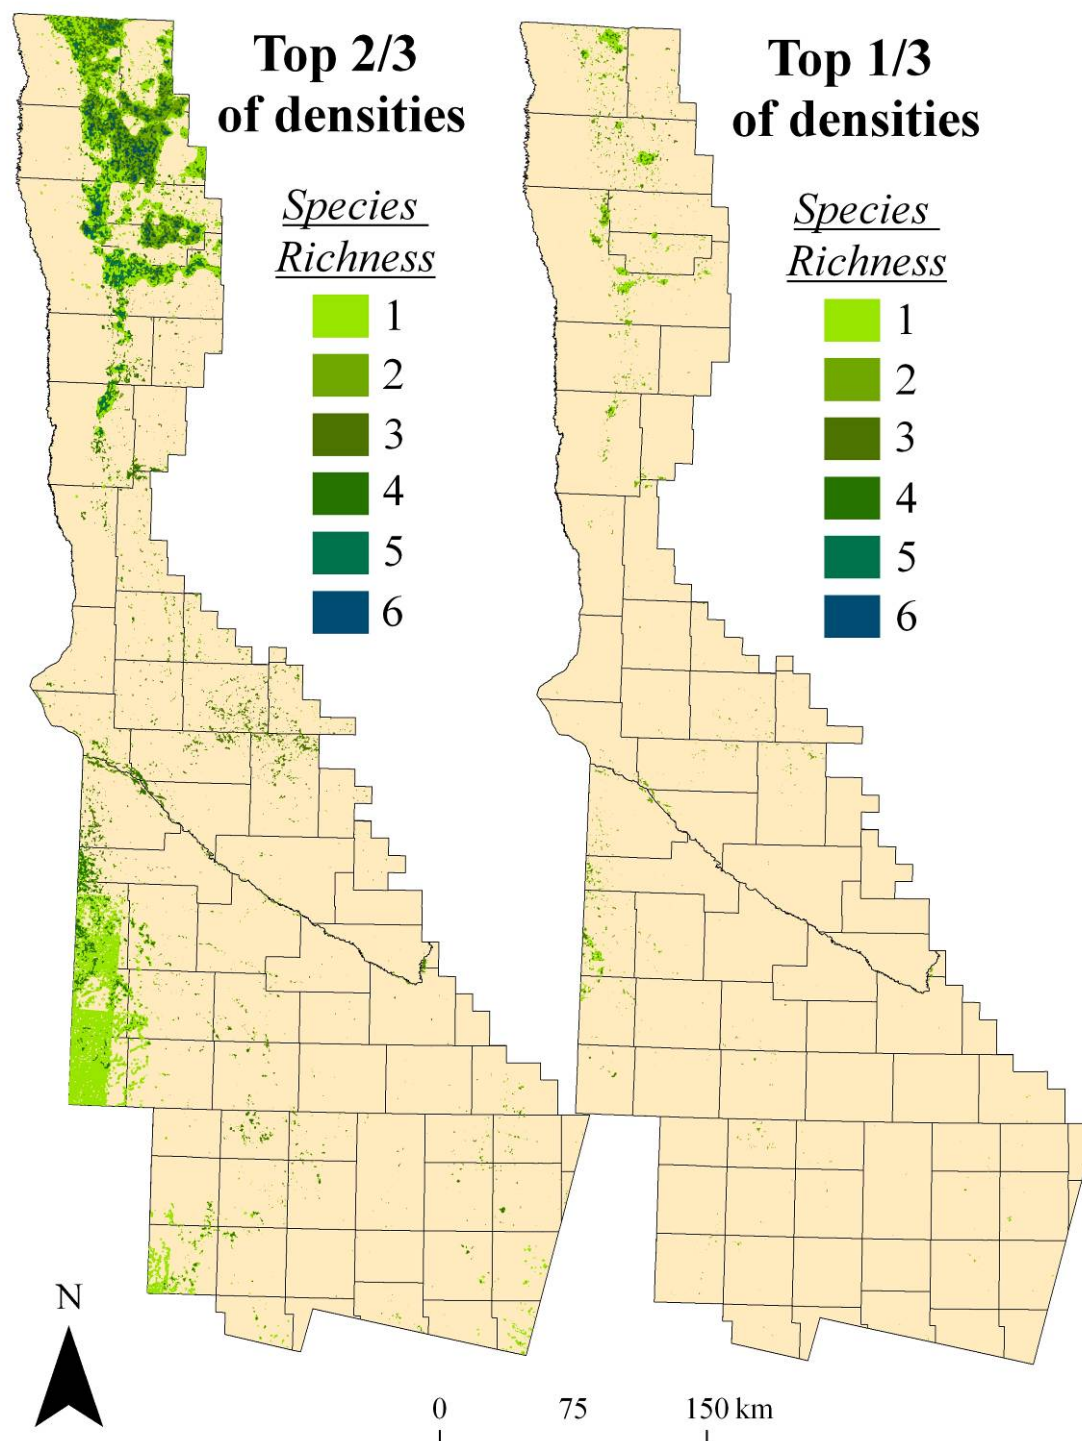 Top 2/3
of densities
Species
Richness
1
2
3
4
5
6
Top 1/3
of densities
Species
Richness
1
2
3
4
5
6
N
0 75 150 km